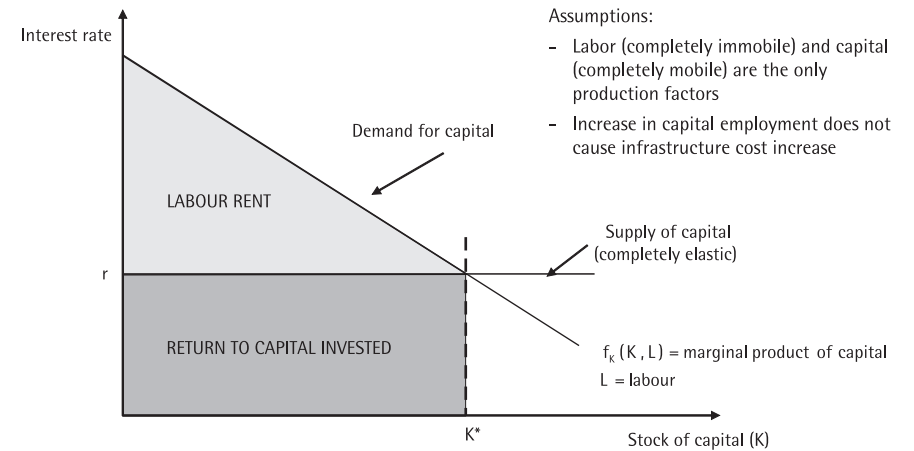 Interest rate
Assumptions:
- Labor (completely immobile) and capital
(completely mobile) are the only
production factors
- Increase in capital employment does not
cause infrastructure cost increase
Demand for capital
LABOUR RENT
Supply of capital
(completely elastic)
r
RETURN TO CAPITAL INVESTED
fK (K , L) = marginal product of capital
L = labour
K*
Stock of capital (K)